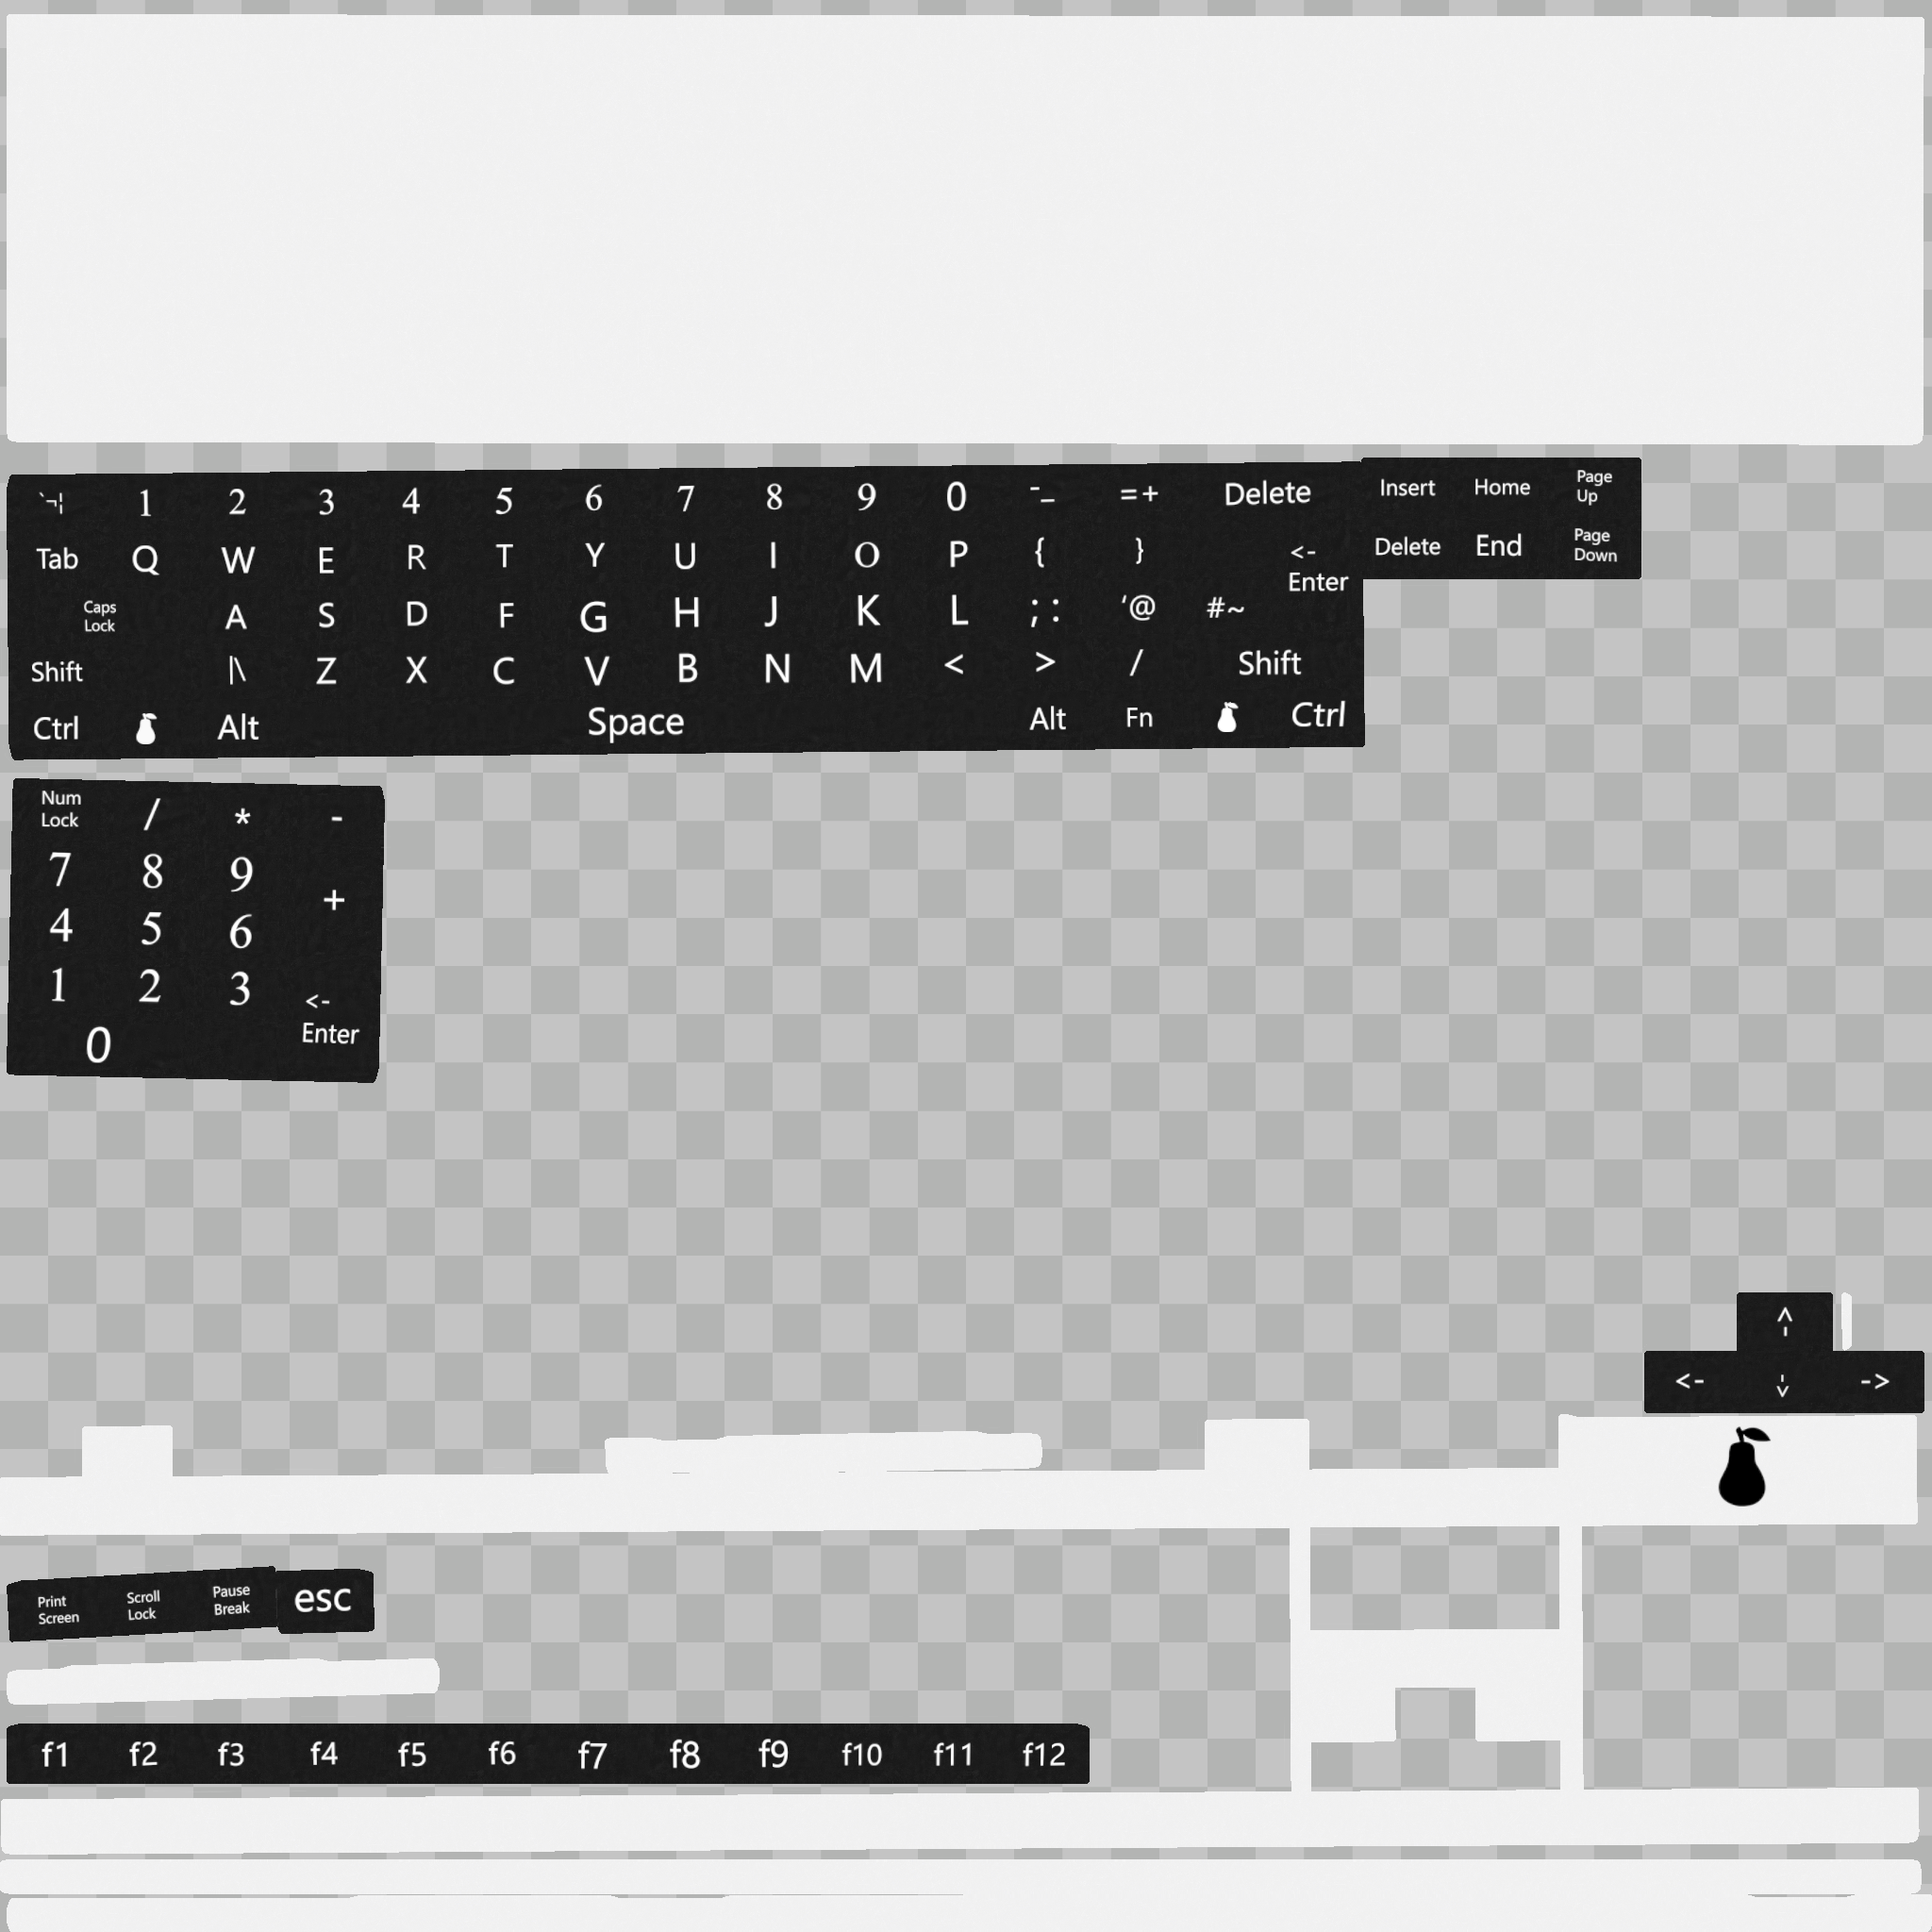 `¬¦ 1 2 3 4 5 6 7 8 9 0 -_ =+ Delete Insert Home Page Up
Tab Q W E R T Y U I O P { } <- Enter Delete End Page Down
Caps Lock A S D F G H J K L ;: '@ #~
Shift |\ Z X C V B N M < > / Shift
Ctrl Alt Space Alt Fn Ctrl
Num Lock / * -
7 8 9 +
4 5 6
1 2 3 <- Enter
0
^
<- v ->
Print Screen Scroll Lock Pause Break esc
f1 f2 f3 f4 f5 f6 f7 f8 f9 f10 f11 f12